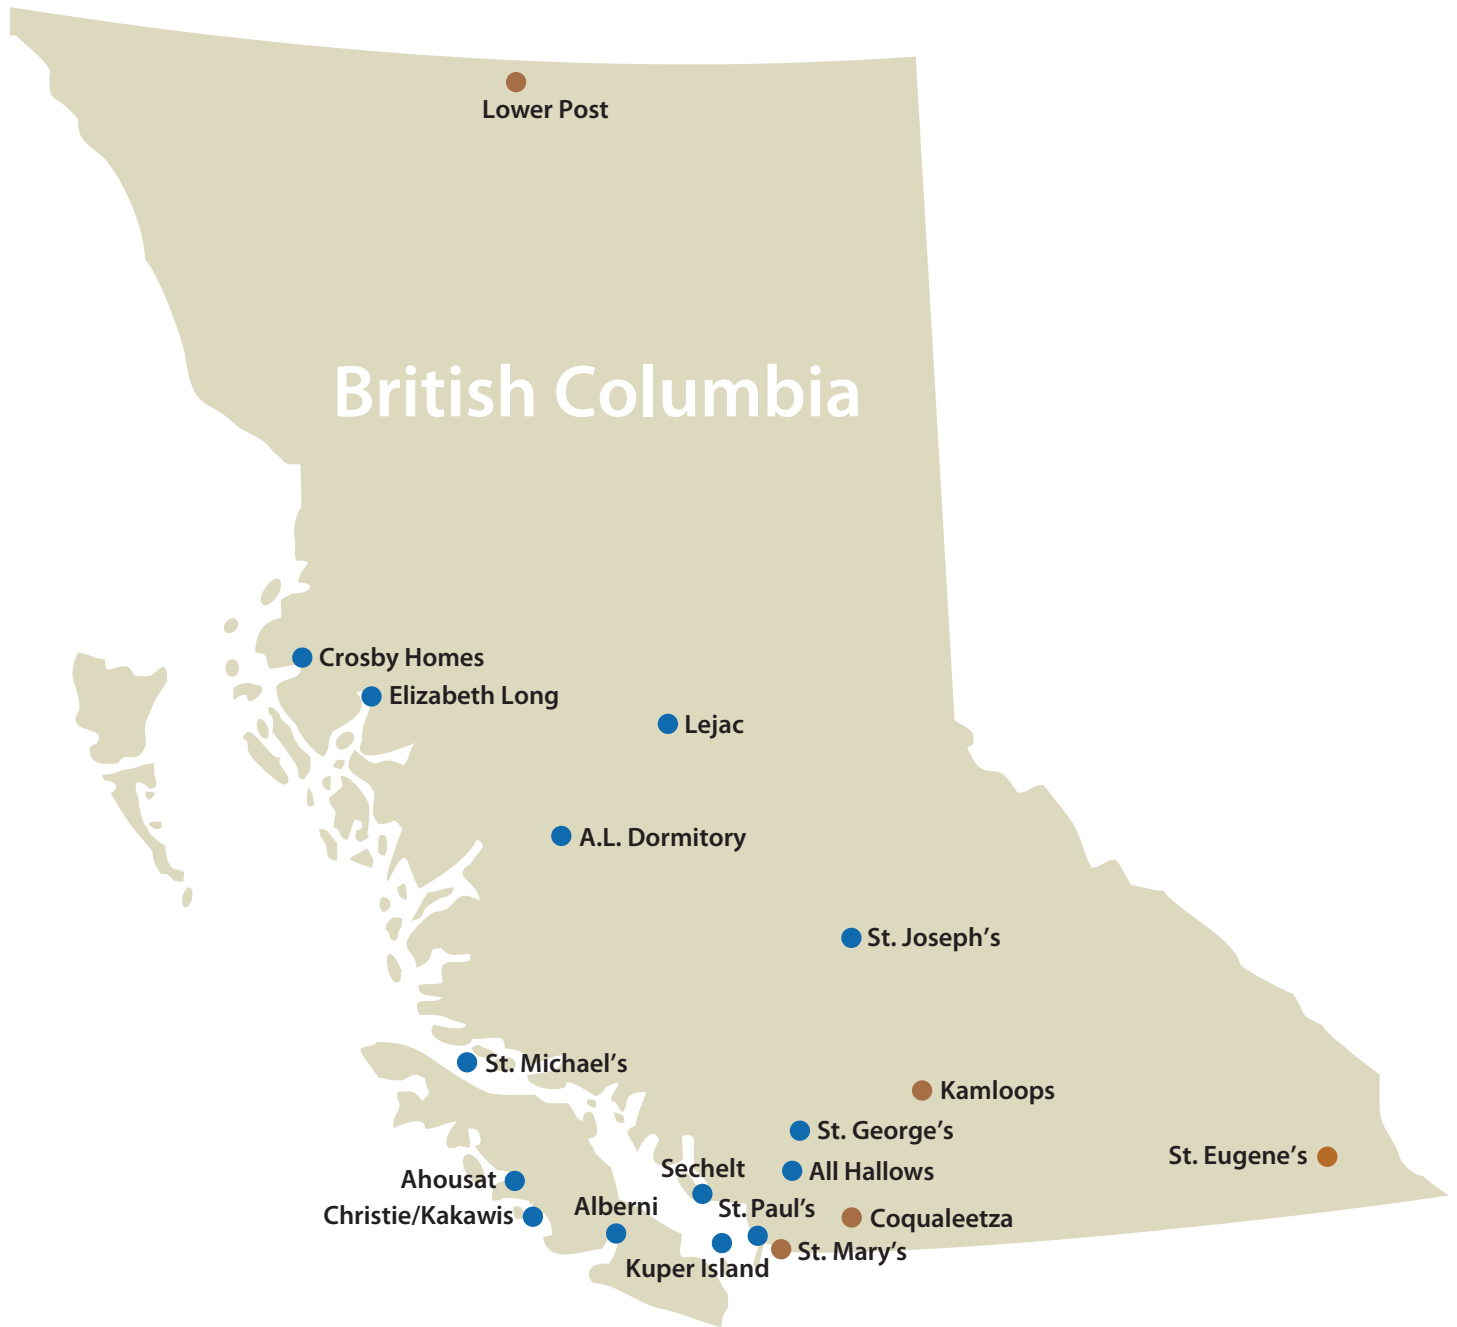 Lower Post
British Columbia
Crosby Homes
Elizabeth Long
Lejac
A.L. Dormitory
St. Joseph's
St. Michael's
Kamloops
St. George's
St. Eugene's
Sechelt
All Hallows
Ahousat
Alberni
St. Paul's
Christie/Kakawis
Coqualeetza
St. Mary's
Kuper Island